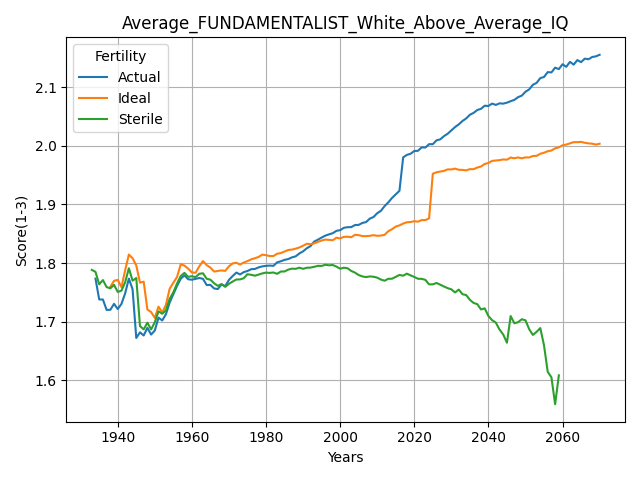 Average_FUNDAMENTALIST_White_Above_Average_IQ
Fertility
Actual
Ideal
Sterile
Score(1-3)
2.1
2.0
1.9
1.8
1.7
1.6
1940 1960 1980 2000 2020 2040 2060
Years